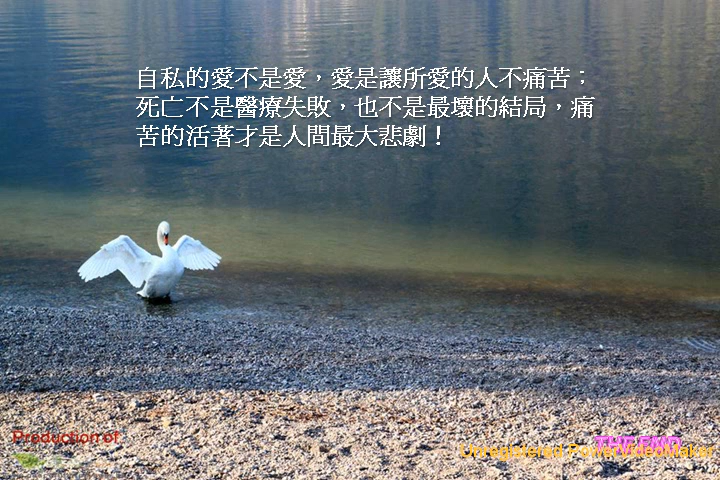 自私的愛不是愛，愛是讓所愛的人不痛苦；
死亡不是醫療失敗，也不是最壞的結局，痛
苦的活著才是人間最大悲劇！
Production of
THE END
Unregistered PowerVideoMaker